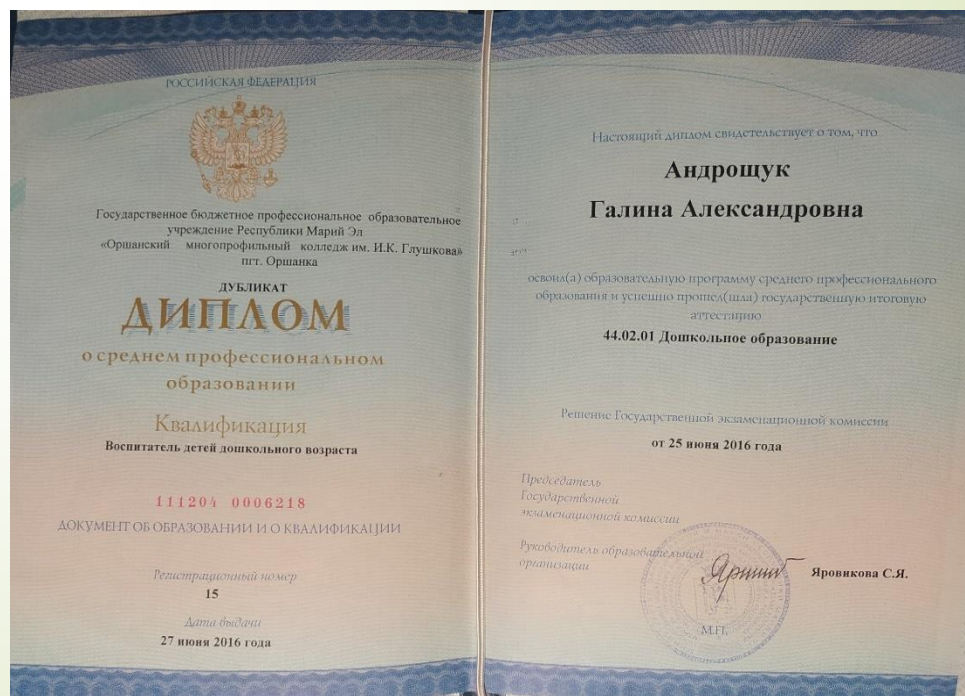 РОССИЙСКАЯ ФЕДЕРАЦИЯ
Государственное бюджетное профессиональное образовательное
учреждение Республики Марий Эл
«Оршанский многопрофильный колледж им. И.К. Глушкова»
пгт. Оршанка
ДУБЛИКАТ
ДИПЛОМ
о среднем профессиональном
образовании
Квалификация
Воспитатель детей дошкольного возраста
111204 0006218
ДОКУМЕНТ ОБ ОБРАЗОВАНИИ И О КВАЛИФИКАЦИИ
Регистрационный номер
15
Дата выдачи
27 июня 2016 года
Настоящий диплом свидетельствует о том, что
Андрощук
Галина Александровна
освоил(а) образовательную программу среднего профессионального
образования и успешно прошел(шла) государственную итоговую
аттестацию
44.02.01 Дошкольное образование
Решение Государственной экзаменационной комиссии
от 25 июня 2016 года
Председатель
Государственной
экзаменационной комиссии
Руководитель образовательной
организации
Яровикова С.Я.
М.П.